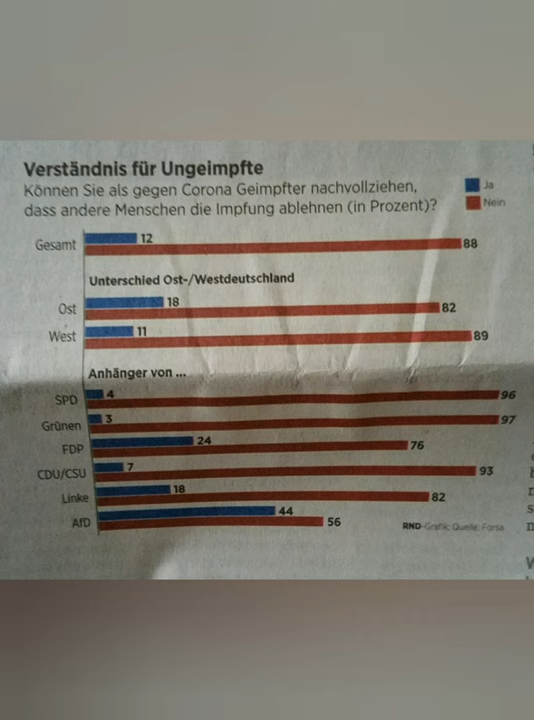 Verständnis für Ungeimpfte
Können Sie als gegen Corona Geimpfter nachvollziehen,
dass andere Menschen die Impfung ablehnen (in Prozent)?
Ja
Nein
Gesamt 12 88
Unterschied Ost-/Westdeutschland
Ost 18 82
West 11 89
Anhänger von ...
SPD 4 96
Grünen 3 97
FDP 24 76
CDU/CSU 7 93
Linke 18 82
AfD 44 56
RND-Grafik; Quelle: Forsa